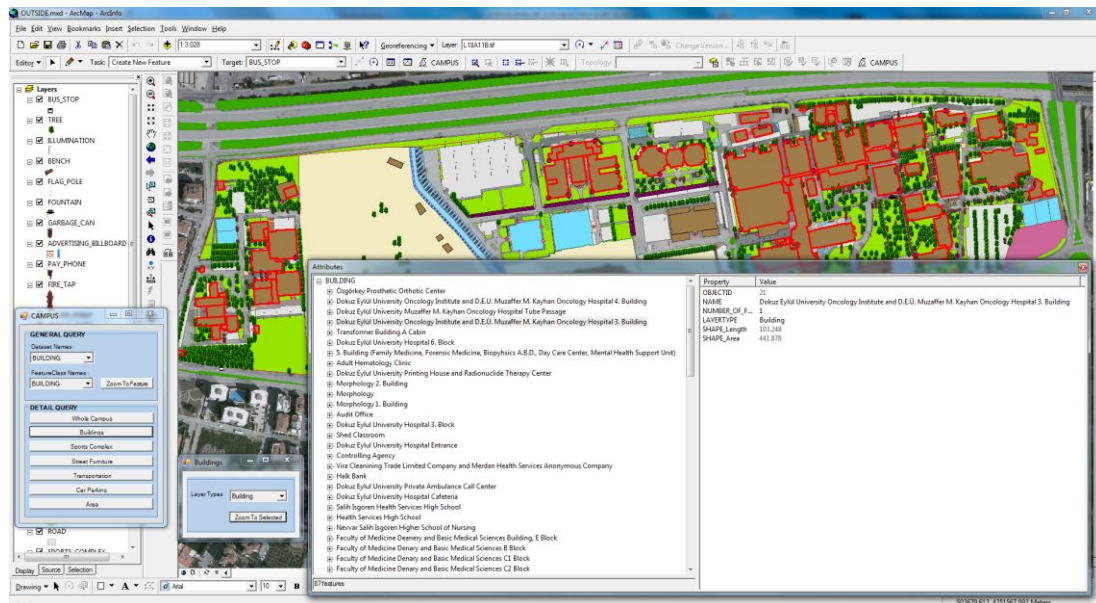 OUTSIDE.mxd - ArcMap - ArcInfo
File Edit View Bookmarks Insert Selection Tools Window Help
1:3.028 Georeferencing Layer: L18A11B.tif Change Version...
Editor Task: Create New Feature Target: BUS_STOP CAMPUS Topology: CAMPUS
Layers
BUS_STOP
TREE
ILLUMINATION
BENCH
FLAG_POLE
FOUNTAIN
GARBAGE_CAN
ADVERTISING_BILLBOARD
PAY_PHONE
FIRE_TAP
CAMPUS
GENERAL QUERY
Dataset Names :
BUILDING
FeatureClass Names :
BUILDING Zoom To Feature
DETAIL QUERY
Whole Campus
Buildings
Sports Complex
Street Furniture
Transportation
Car Parking
Area
ROAD
SPORTS_COMPLEX
Display Source Selection
Drawing A Arial 10 B
Buildings
Layer Types : Building
Zoom To Selected
Attributes
BUILDING
Özgörkey Prosthetic Orthotic Center
Dokuz Eylül University Oncology Institute and D.E.U. Muzaffer M. Kayhan Oncology Hospital 4. Building
Dokuz Eylül University Muzaffer M. Kayhan Oncology Hospital Tube Passage
Dokuz Eylül University Oncology Institute and D.E.Ü. Muzaffer M. Kayhan Oncology Hospital 3. Building
Transformer Building A Cabin
Dokuz Eylül University Hospital 6. Block
5. Building (Family Medicine, Forensic Medicine, Biopyhsics A.B.D., Day Care Center, Mental Health Support Unit)
Adult Hematology Clinic
Dokuz Eylül University Printing House and Radionuclide Therapy Center
Morphology 2. Building
Morphology
Morphology 1. Building
Audit Office
Dokuz Eylül University Hospital 3. Block
Shed Classroom
Dokuz Eylül University Hospital Entrance
Controlling Agency
Vira Cleanining Trade Limited Company and Merdan Health Services Anonymous Company
Halk Bank
Dokuz Eylul University Private Ambulance Call Center
Dokuz Eylul University Hospital Cafeteria
Salih Isgoren Health Services High School
Health Services High School
Nevvar Salih Isgoren Higher School of Nursing
Faculty of Medicine Deanery and Basic Medical Sciences Building, E Block
Faculty of Medicine Denary and Basic Medical Sciences B Block
Faculty of Medicine Denary and Basic Medical Sciences C1 Block
Faculty of Medicine Denary and Basic Medical Sciences C2 Block
87 features
Property Value
OBJECTID 21
NAME Dokuz Eylül University Oncology Institute and D.E.Ü. Muzaffer M. Kayhan Oncology Hospital 3. Building
NUMBER_OF_F... 1
LAYERTYPE Building
SHAPE_Length 103.248
SHAPE_Area 441.878